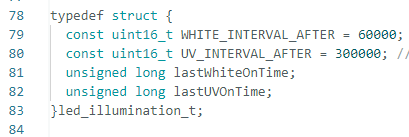 78 typedef struct {
79 const uint16_t WHITE_INTERVAL_AFTER = 60000;
80 const uint16_t UV_INTERVAL_AFTER = 300000; //
81 unsigned long lastWhiteOnTime;
82 unsigned long lastUVOnTime;
83 }led_illumination_t;
84